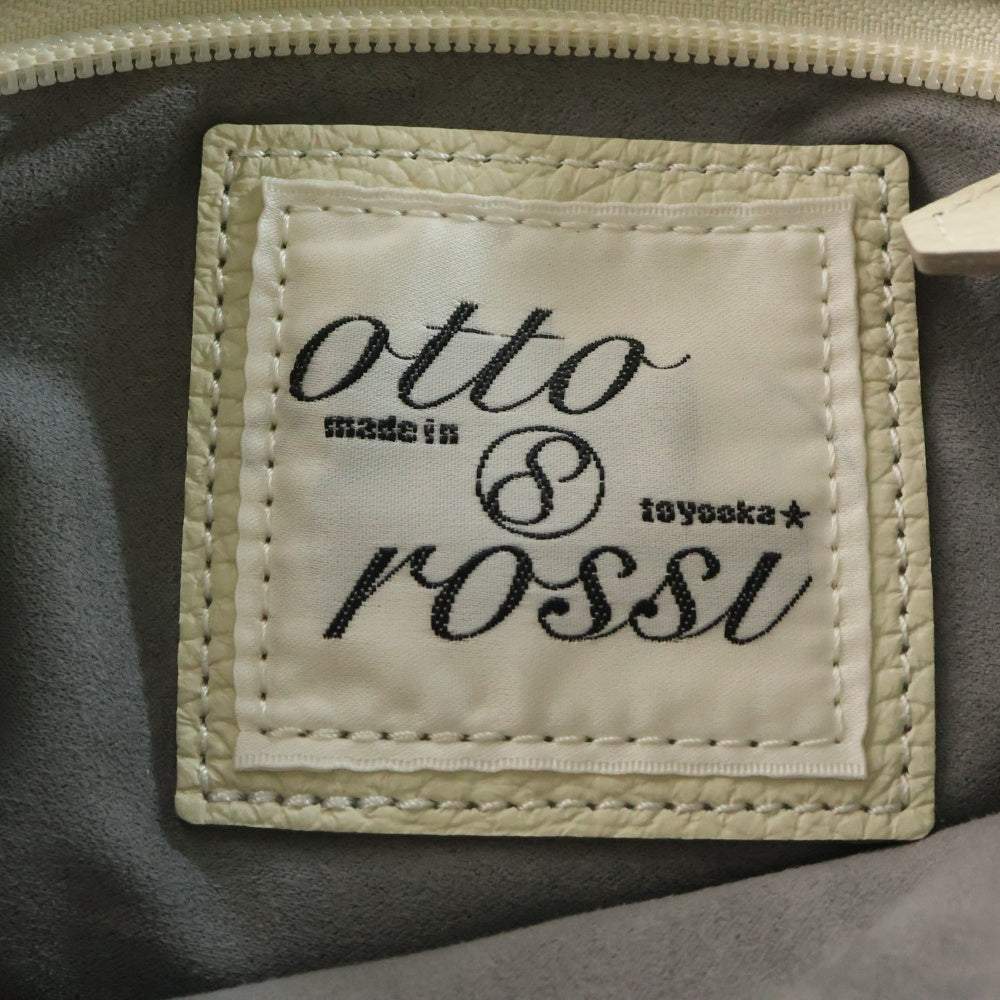 otto
made in
8
toyooka★
rossi